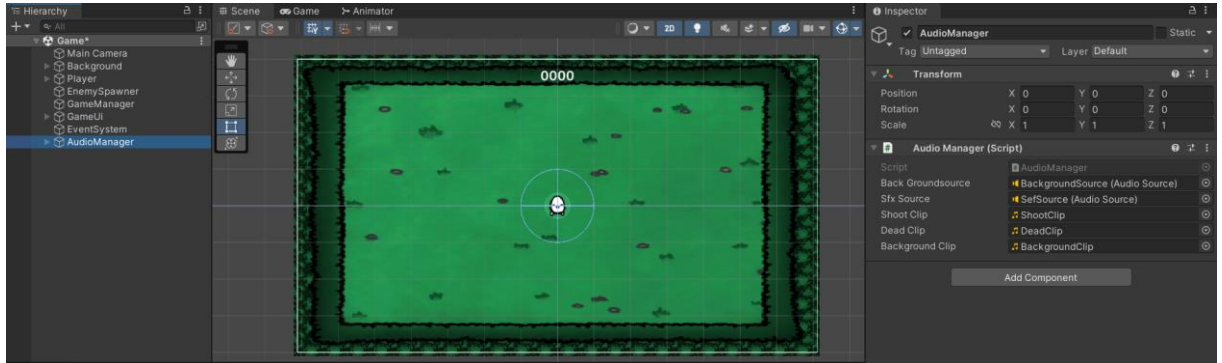 Hierarchy
All
Game*
Main Camera
Background
Player
EnemySpawner
GameManager
GameUi
EventSystem
AudioManager
Scene Game Animator
2D
0000
Inspector
AudioManager Static
Tag Untagged Layer Default
Transform
Position X 0 Y 0 Z 0
Rotation X 0 Y 0 Z 0
Scale X 1 Y 1 Z 1
Audio Manager (Script)
Script AudioManager
Back Groundsource BackgroundSource (Audio Source)
Sfx Source SefSource (Audio Source)
Shoot Clip ShootClip
Dead Clip DeadClip
Background Clip BackgroundClip
Add Component